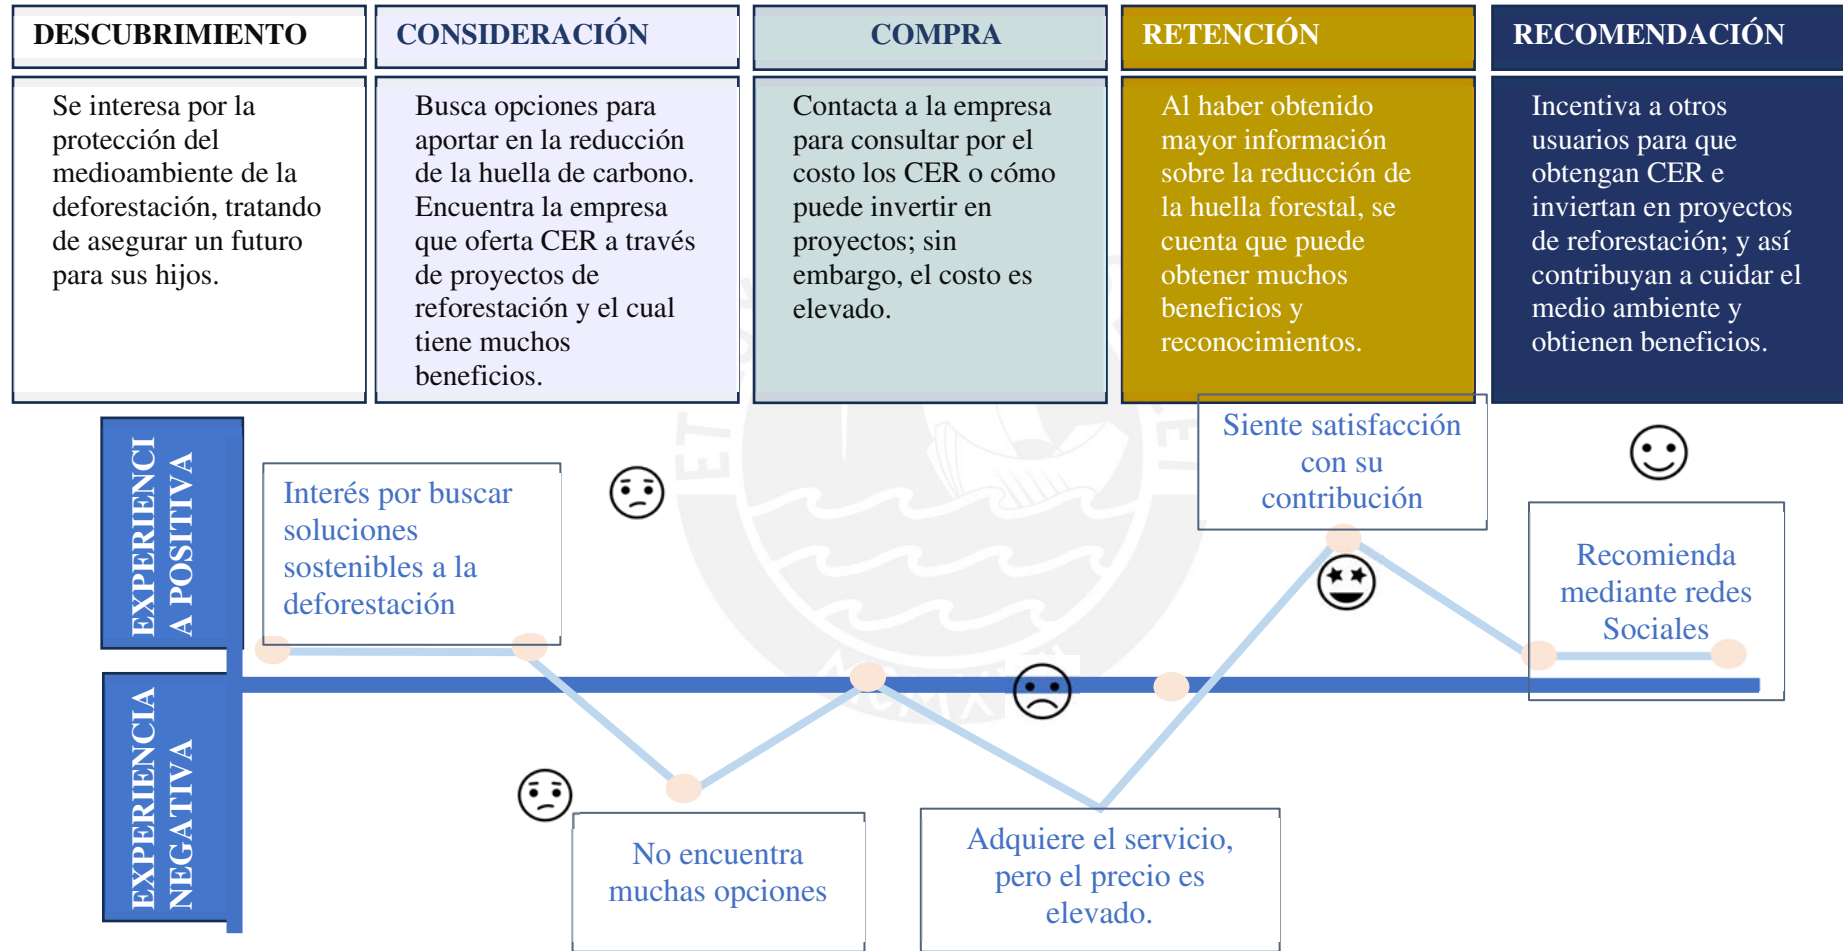 DESCUBRIMIENTO
Se interesa por la
protección del
medioambiente de la
deforestación, tratando
de asegurar un futuro
para sus hijos.
CONSIDERACIÓN
Busca opciones para
aportar en la reducción
de la huella de carbono.
Encuentra la empresa
que oferta CER a través
de proyectos de
reforestación y el cual
tiene muchos
beneficios.
COMPRA
Contacta a la empresa
para consultar por el
costo los CER o cómo
puede invertir en
proyectos; sin
embargo, el costo es
elevado.
RETENCIÓN
Al haber obtenido
mayor información
sobre la reducción de
la huella forestal, se
cuenta que puede
obtener muchos
beneficios y
reconocimientos.
RECOMENDACIÓN
Incentiva a otros
usuarios para que
obtengan CER e
inviertan en proyectos
de reforestación; y así
contribuyan a cuidar el
medio ambiente y
obtienen beneficios.
EXPERIENCI
A POSITIVA
Interés por buscar
soluciones
sostenibles a la
deforestación
Siente satisfacción
con su
contribución
Recomienda
mediante redes
Sociales
EXPERIENCIA
NEGATIVA
No encuentra
muchas opciones
Adquiere el servicio,
pero el precio es
elevado.
ET